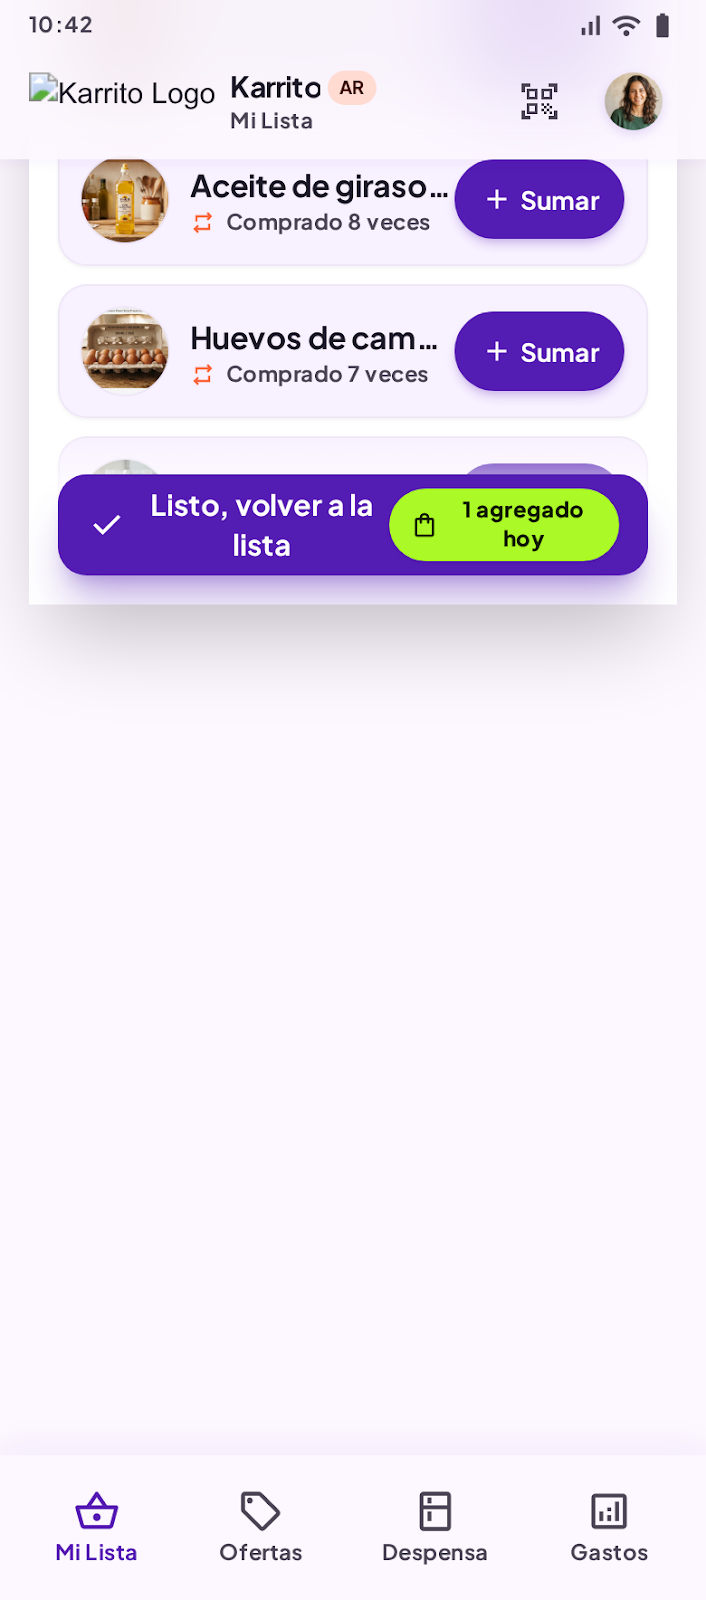 10:42
Karrito Logo
Karrito AR
Mi Lista
Aceite de giraso...
Comprado 8 veces
+ Sumar
Huevos de cam...
Comprado 7 veces
+ Sumar
Listo, volver a la
lista
1 agregado
hoy
Mi Lista
Ofertas
Despensa
Gastos